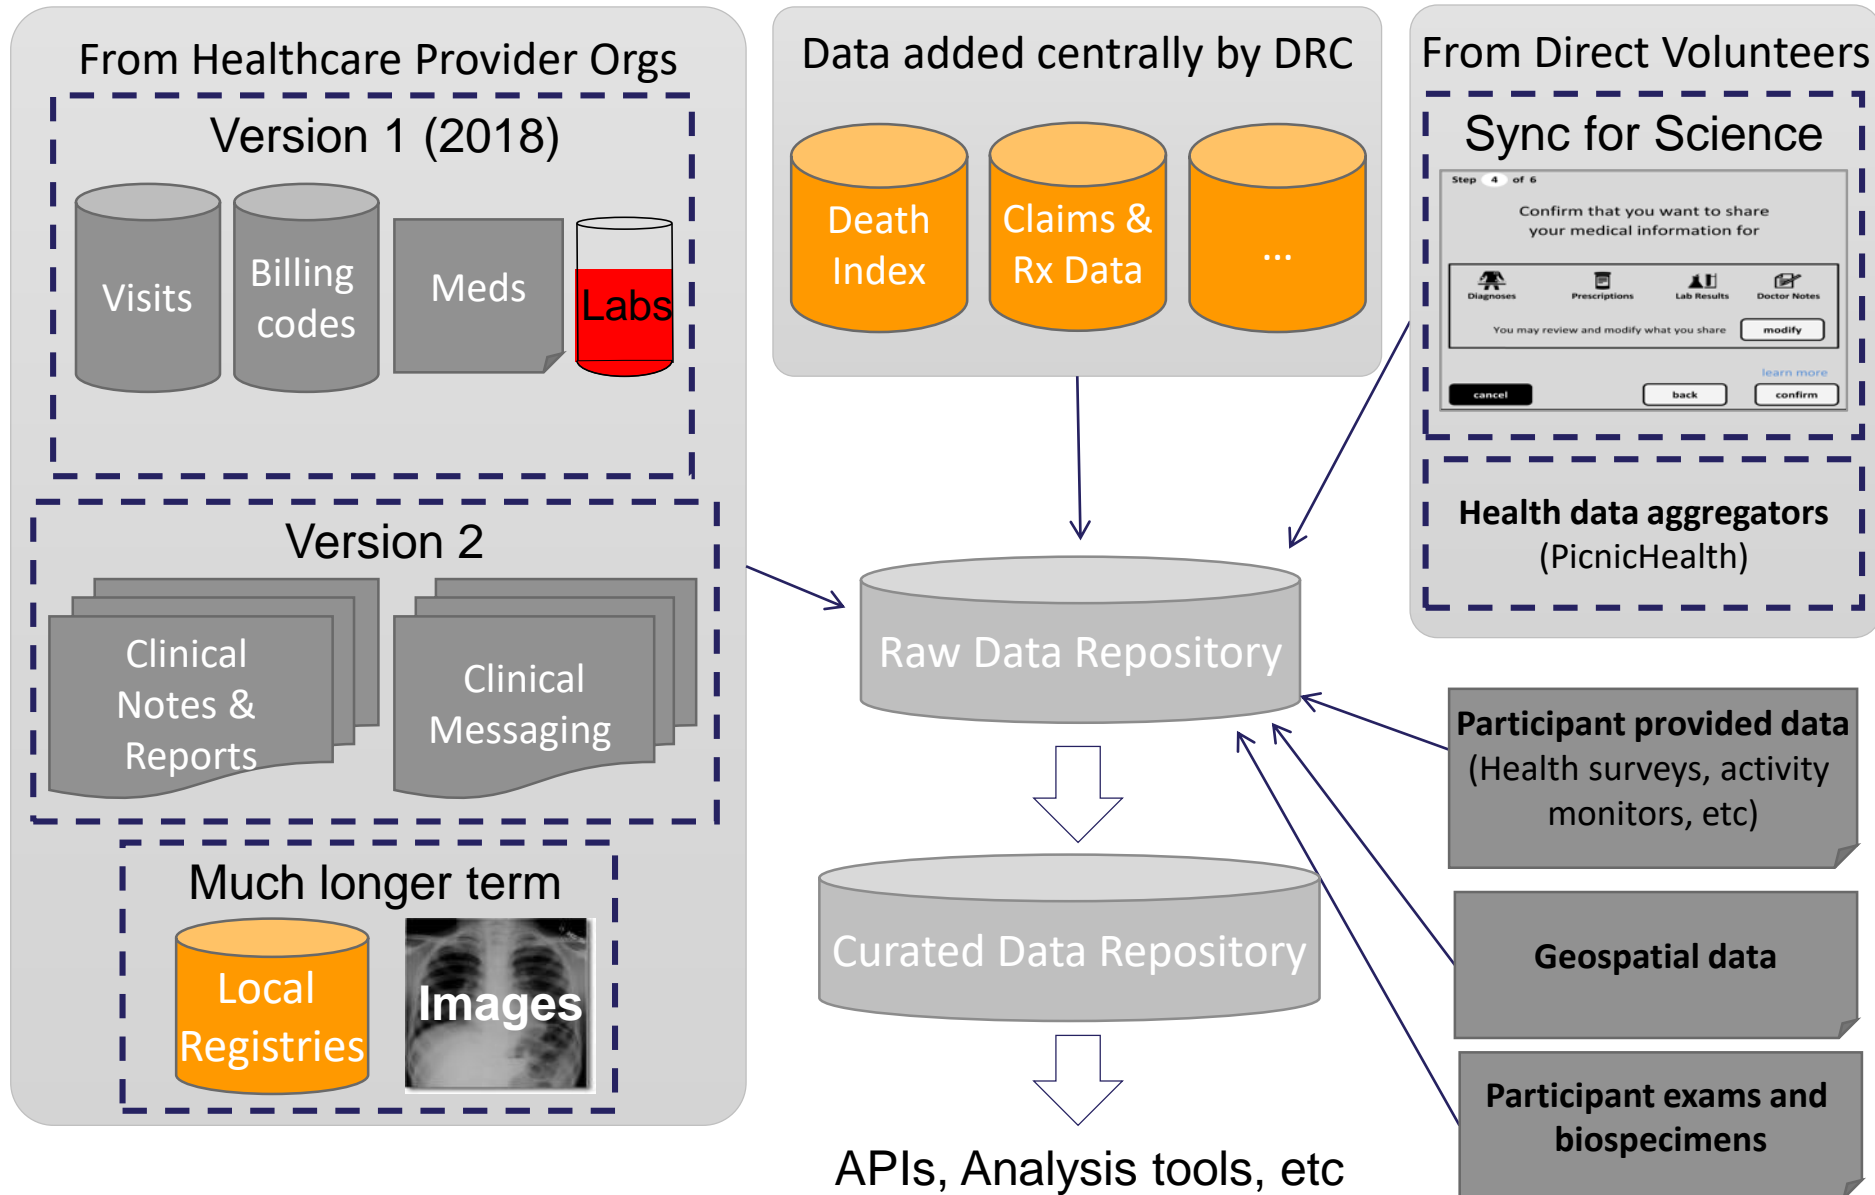 From Healthcare Provider Orgs
Version 1 (2018)
Visits
Billing
codes
Meds
Labs
Version 2
Clinical
Notes &
Reports
Clinical
Messaging
Much longer term
Local
Registries
Images
Data added centrally by DRC
Death
Index
Claims &
Rx Data
...
Raw Data Repository
Curated Data Repository
APIs, Analysis tools, etc
From Direct Volunteers
Sync for Science
Step 4 of 6
Confirm that you want to share
your medical information for
Diagnoses
Prescriptions
Lab Results
Doctor Notes
You may review and modify what you share
modify
learn more
cancel
back
confirm
Health data aggregators
(PicnicHealth)
Participant provided data
(Health surveys, activity
monitors, etc)
Geospatial data
Participant exams and
biospecimens